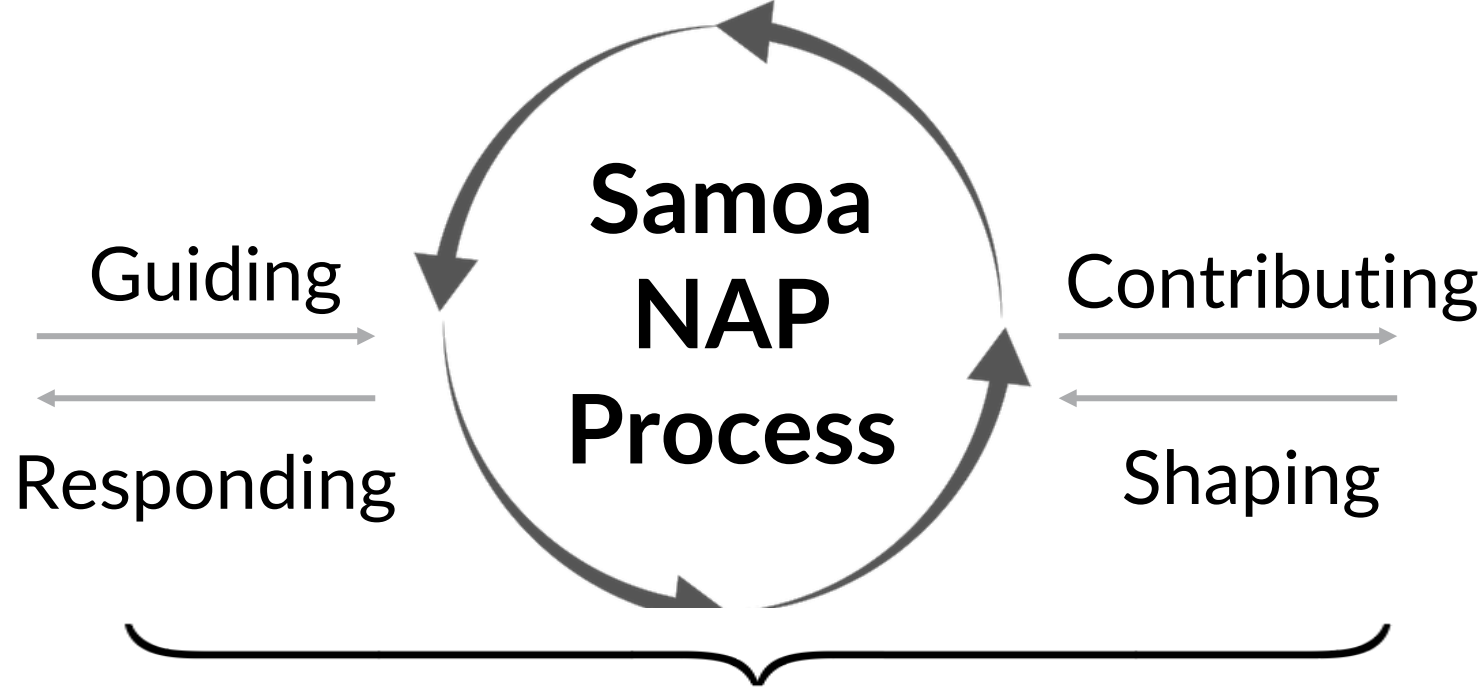 Samoa
NAP
Process
Guiding
Responding
Contributing
Shaping